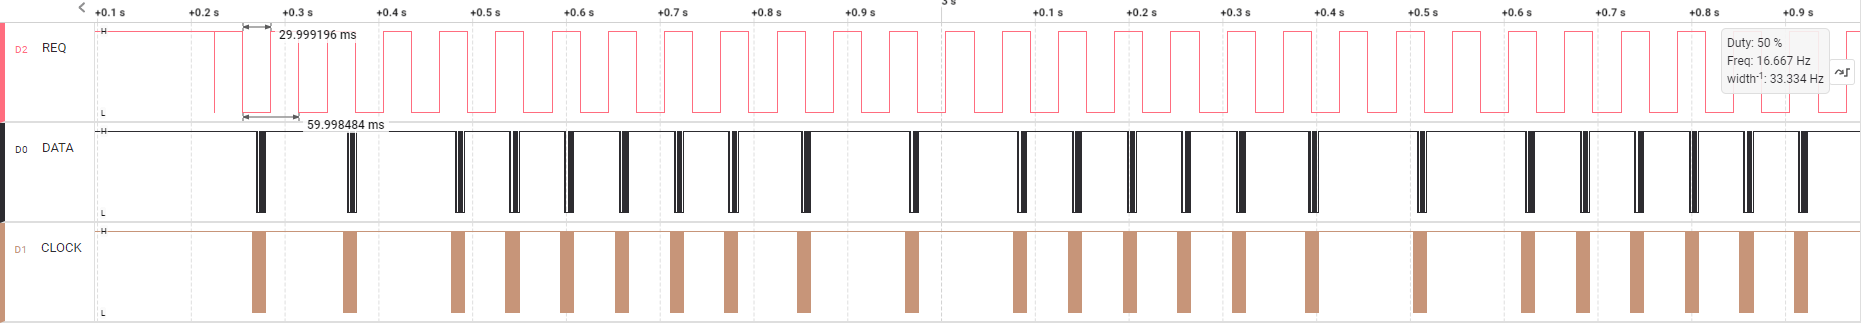 +0.1 s +0.2 s +0.3 s +0.4 s +0.5 s +0.6 s +0.7 s +0.8 s +0.9 s 3 s +0.1 s +0.2 s +0.3 s +0.4 s +0.5 s +0.6 s +0.7 s +0.8 s +0.9 s
H
29.999196 ms
D2 REQ
Duty: 50 %
Freq: 16.667 Hz
width-1: 33.334 Hz
L
59.998484 ms
H
D0 DATA
L
H
D1 CLOCK
L